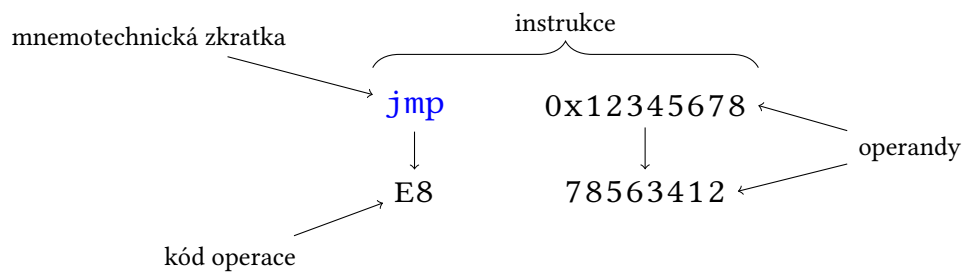 instrukce
mnemotechnická zkratka
jmp 0x12345678
operandy
E8 78563412
kód operace